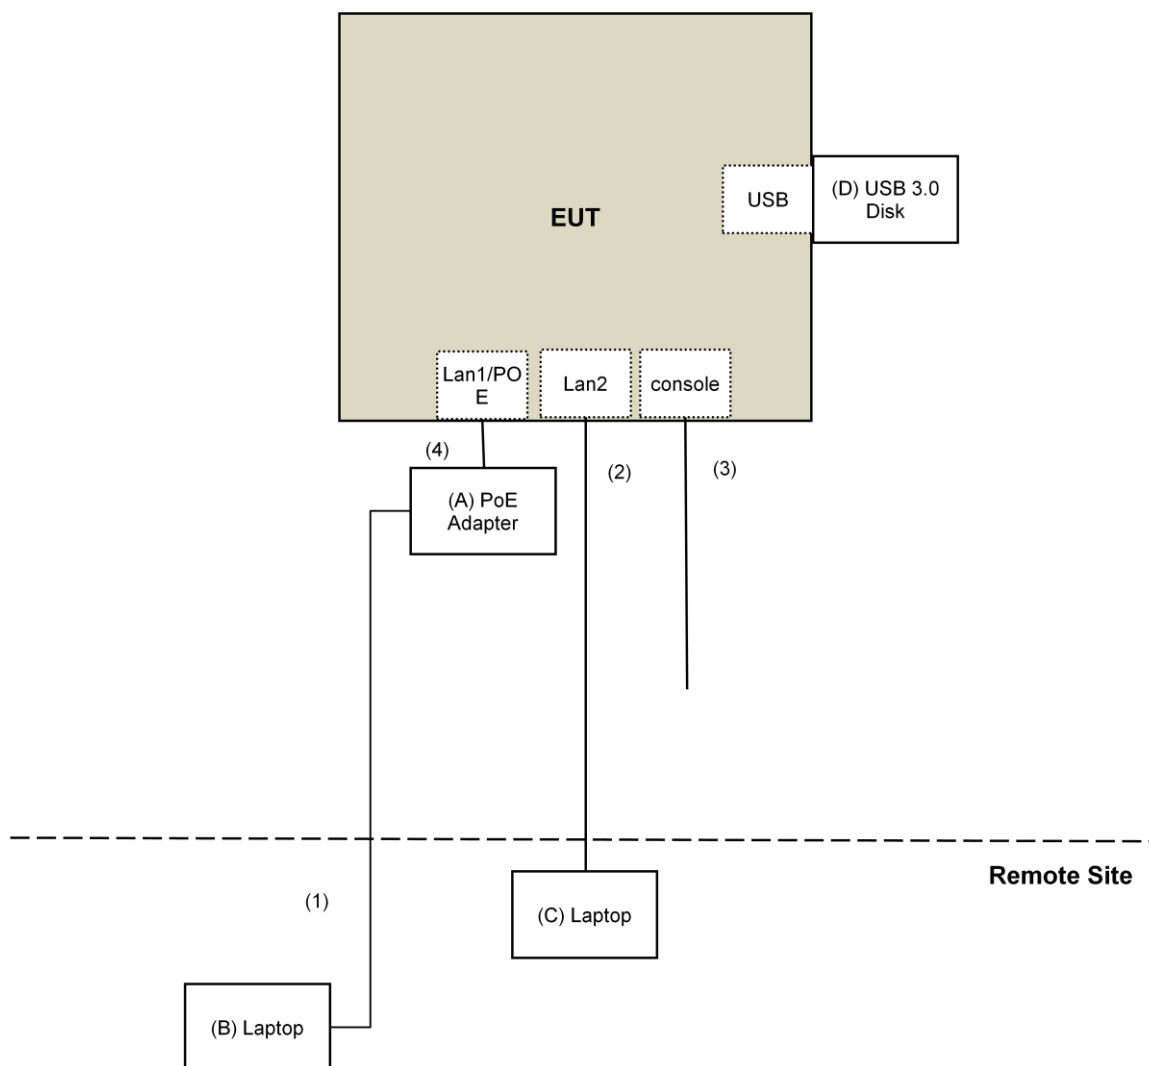 USB
(D) USB 3.0
Disk
EUT
Lan1/PO
E
Lan2
console
(4)
(2)
(3)
(A) PoE
Adapter
Remote Site
(1)
(C) Laptop
(B) Laptop